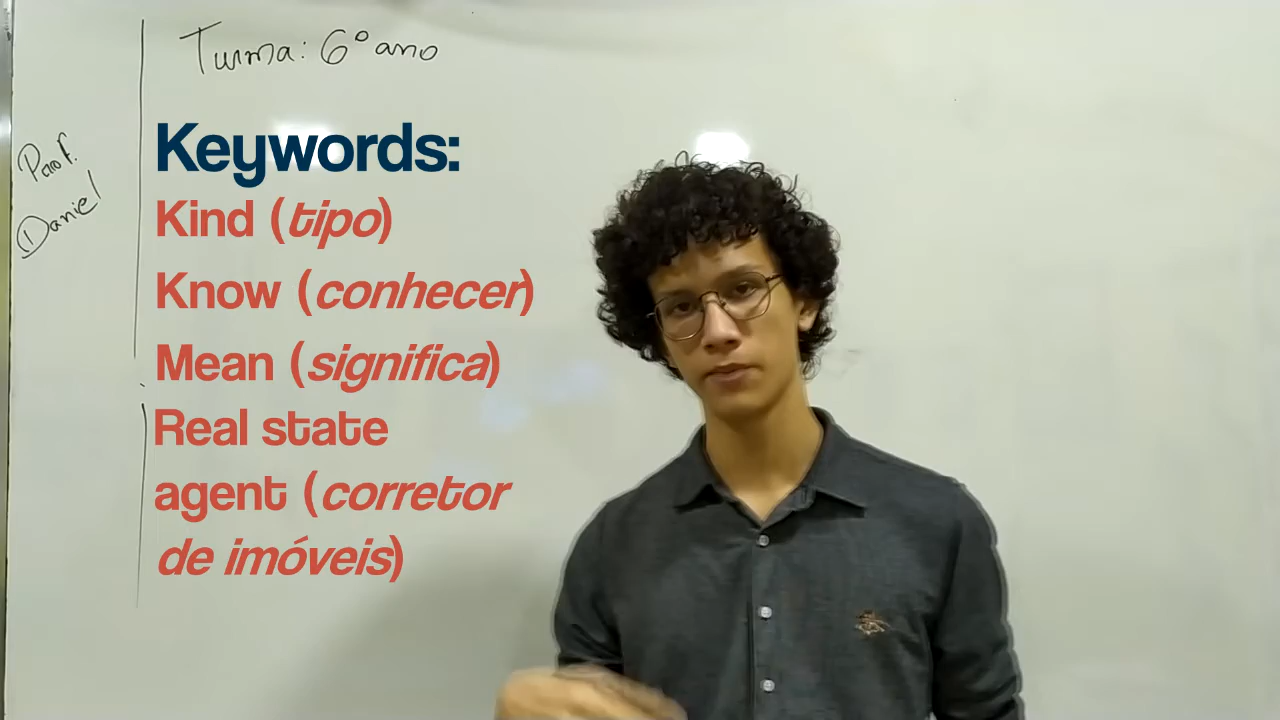 Turma: 6º ano
Prof.
Daniel
Keywords:
Kind (tipo)
Know (conhecer)
Mean (significa)
Real state
agent (corretor
de imóveis)